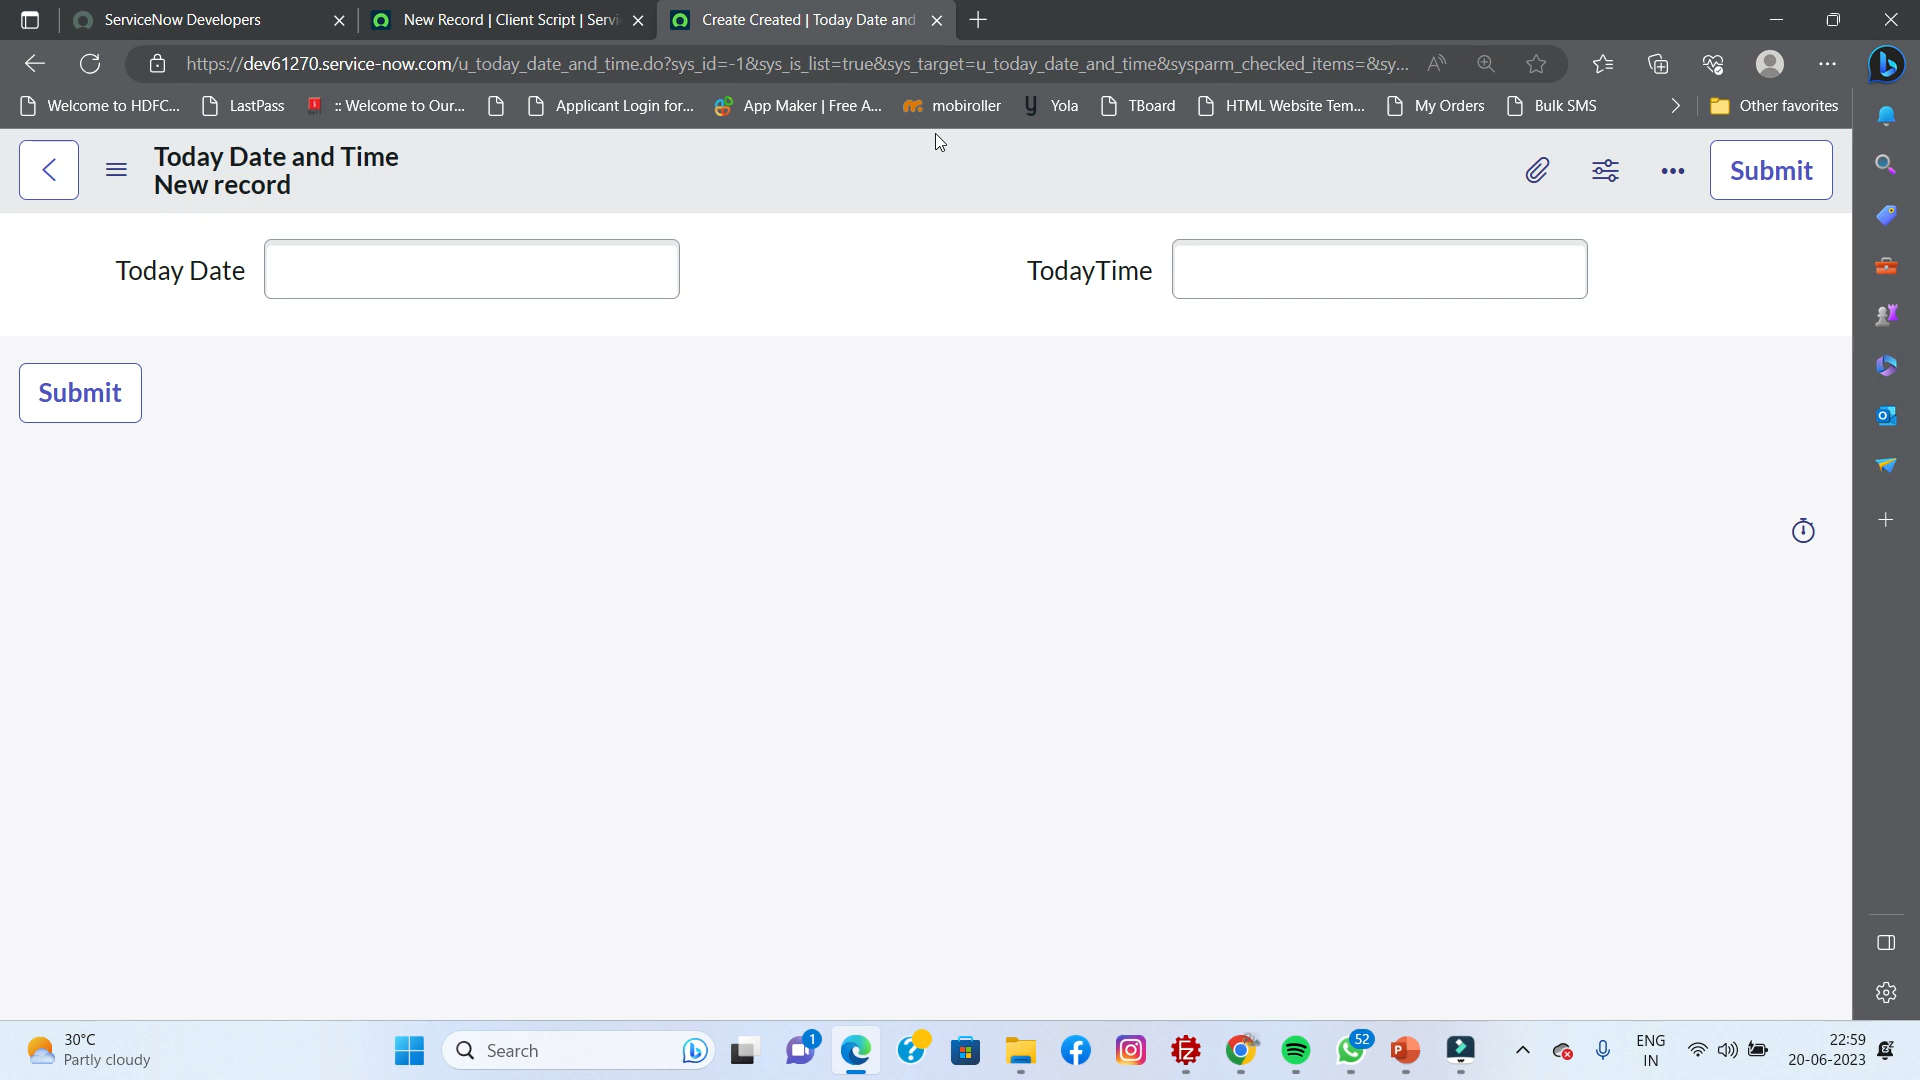 ServiceNow Developers
New Record | Client Script | Servi
Create Created | Today Date and
https://dev61270.service-now.com/u_today_date_and_time.do?sys_id=-1&sys_is_list=true&sys_target=u_today_date_and_time&sysparm_checked_items=&sy...
Welcome to HDFC...
LastPass
:: Welcome to Our...
Applicant Login for...
App Maker | Free A...
mobiroller
Yola
TBoard
HTML Website Tem...
My Orders
Bulk SMS
Other favorites
Today Date and Time
New record
Submit
Today Date
TodayTime
Submit
30°C
Partly cloudy
Search
1
52
ENG
IN
22:59
20-06-2023